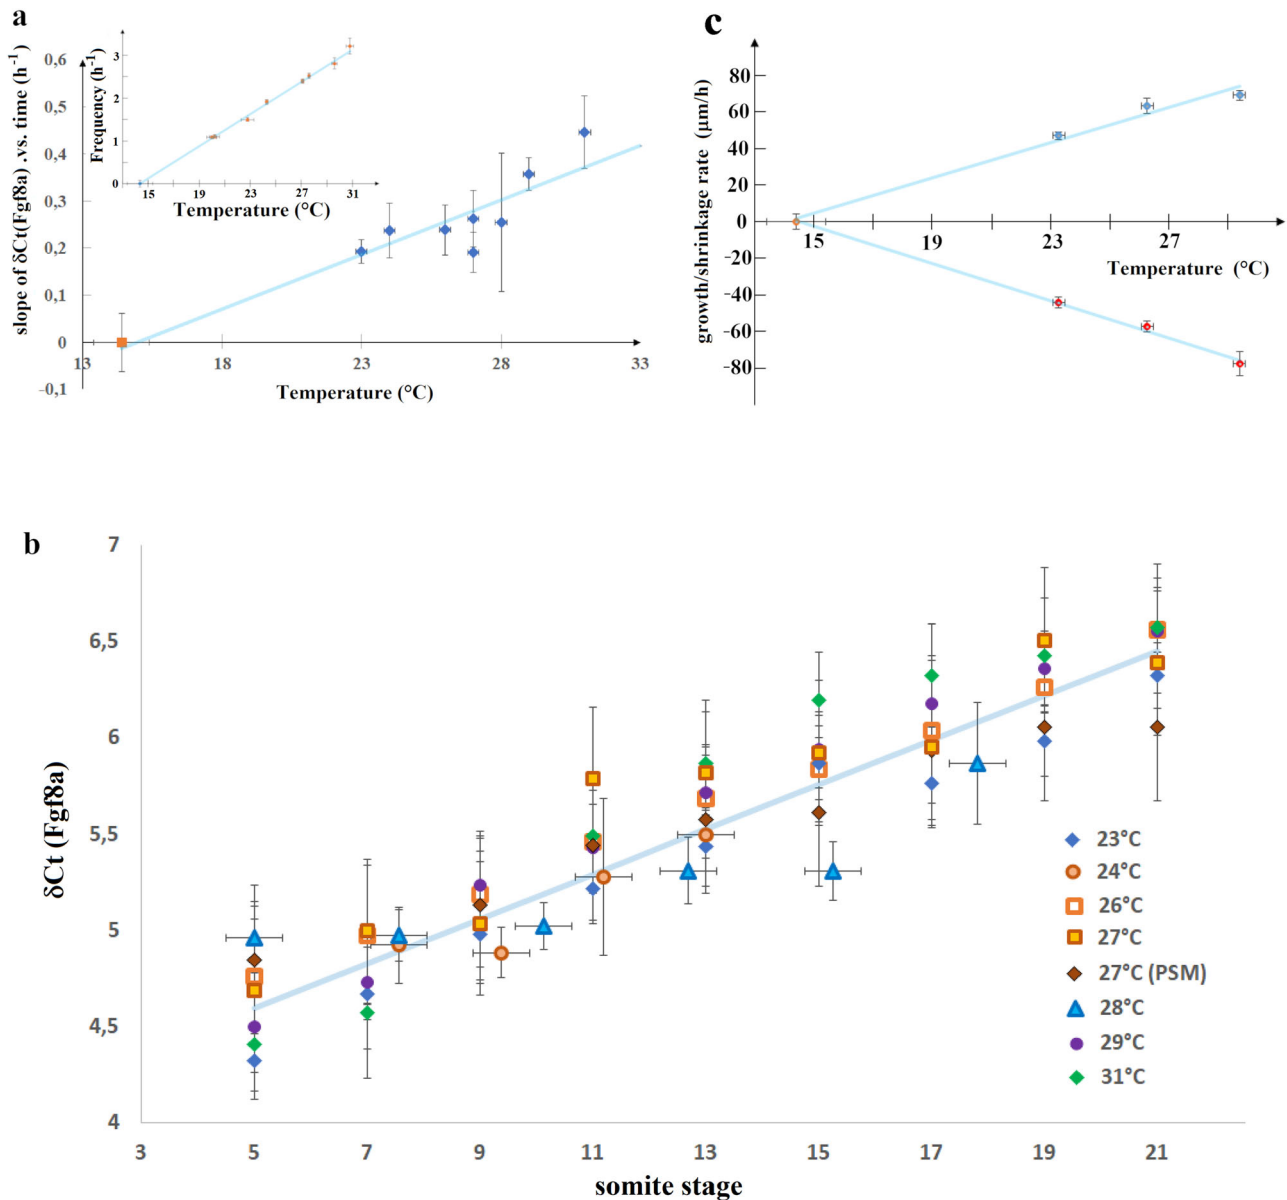 a
slope of δCt(Fgf8a) .vs. time (h⁻¹)
0,6
0,5
0,4
0,3
0,2
0,1
0
-0,1
13
18
23
28
33
Temperature (°C)
Frequency (h⁻¹)
3
2
1
0
15
19
23
27
31
Temperature (°C)
c
growth/shrinkage rate (µm/h)
80
60
40
20
0
-20
-40
-60
-80
15
19
23
27
Temperature (°C)
b
δCt (Fgf8a)
7
6,5
6
5,5
5
4,5
4
3
5
7
9
11
13
15
17
19
21
somite stage
23°C
24°C
26°C
27°C
27°C (PSM)
28°C
29°C
31°C